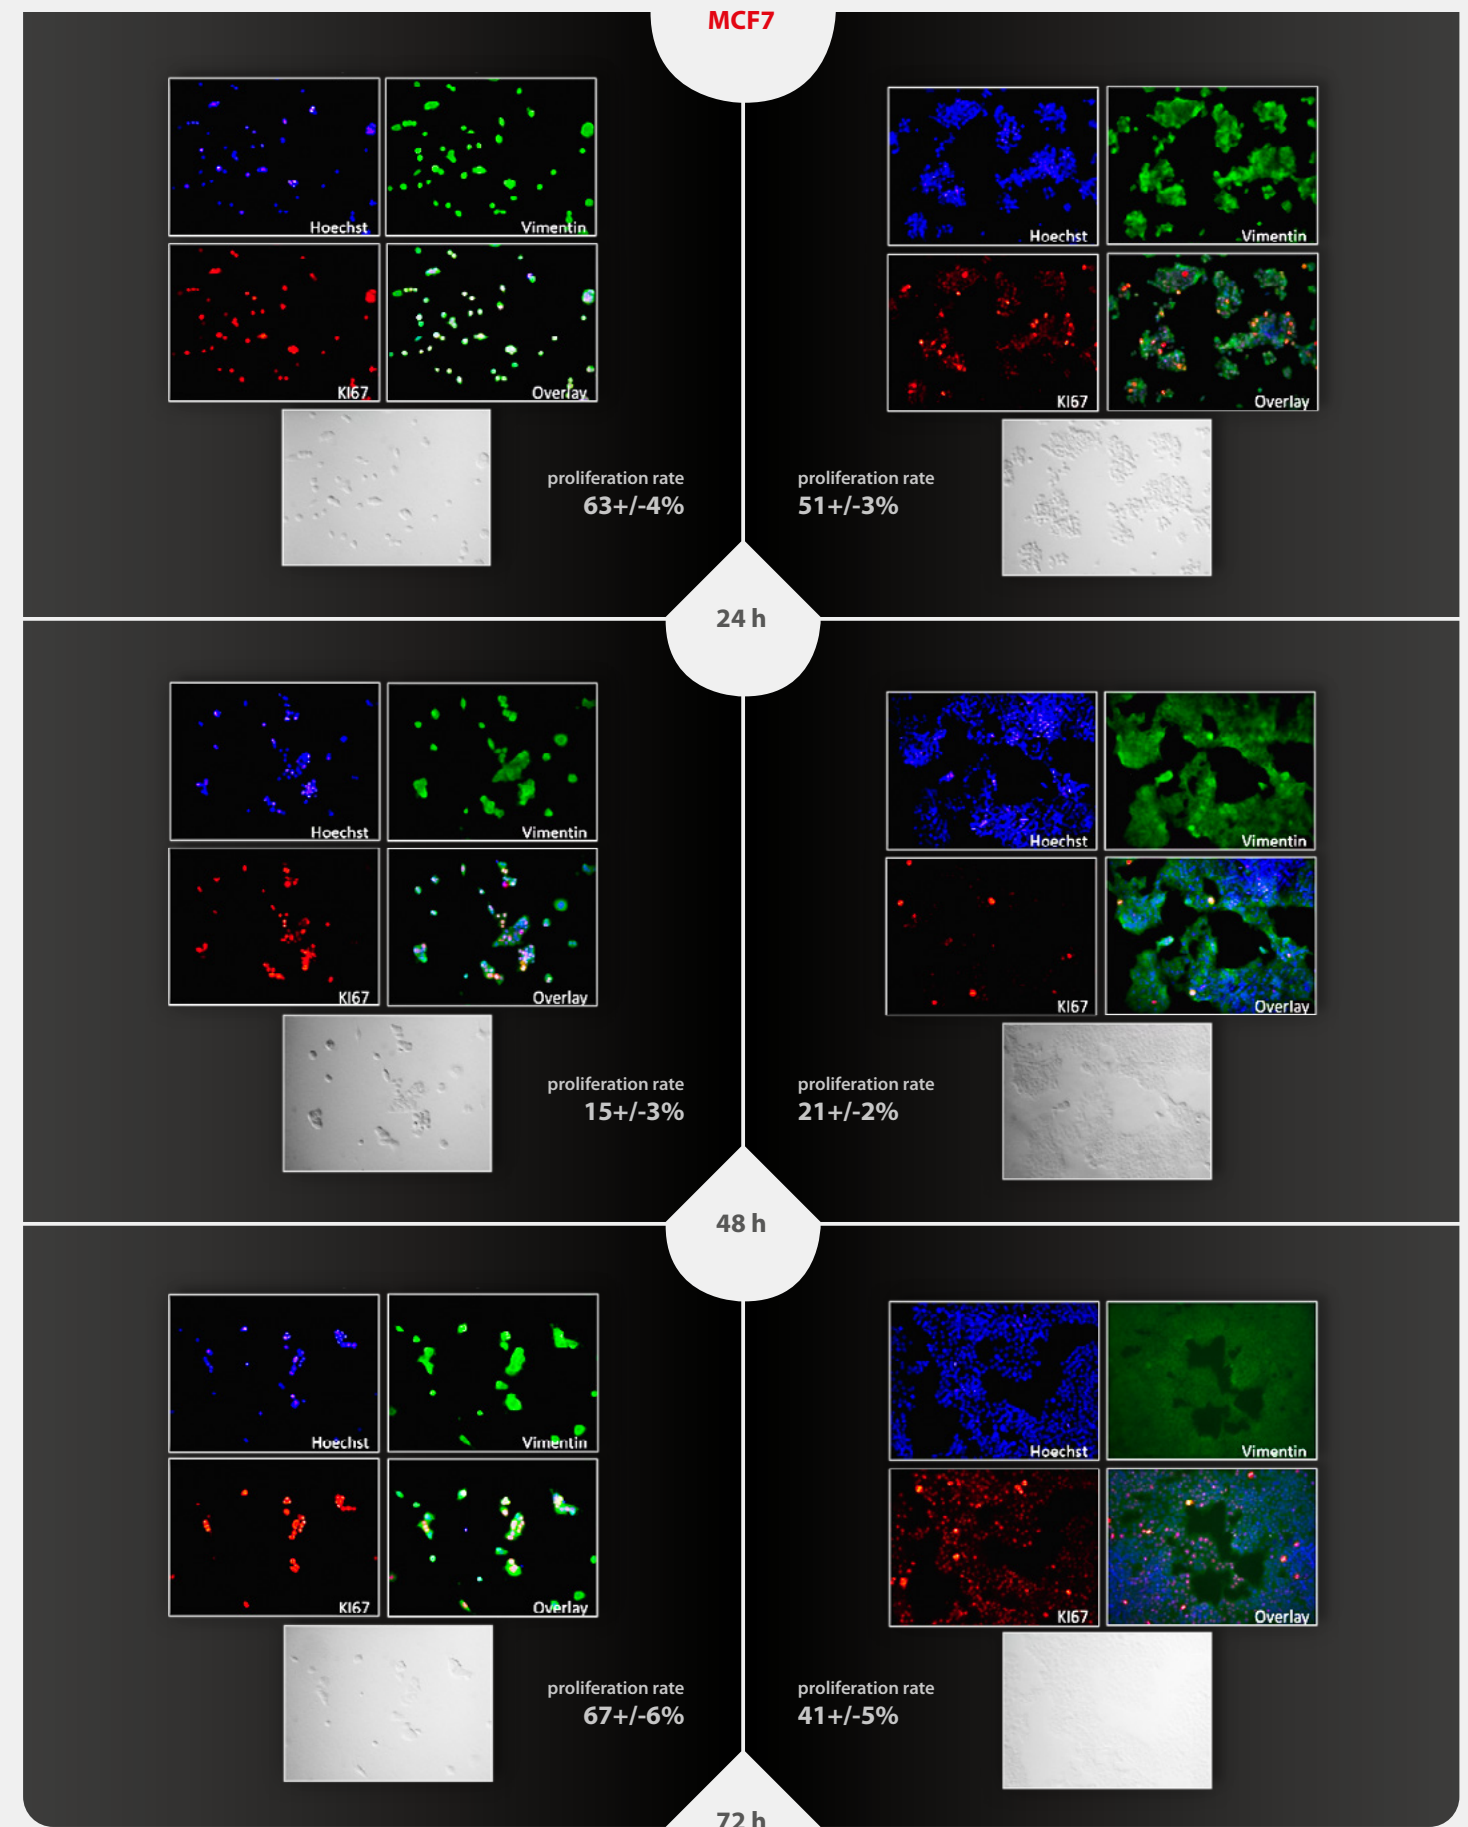 MCF7
Hoechst
Vimentin
KI67
Overlay
proliferation rate
63+/-4%
Hoechst
Vimentin
KI67
Overlay
proliferation rate
51+/-3%
24 h
Hoechst
Vimentin
KI67
Overlay
proliferation rate
15+/-3%
Hoechst
Vimentin
KI67
Overlay
proliferation rate
21+/-2%
48 h
Hoechst
Vimentin
KI67
Overlay
proliferation rate
67+/-6%
Hoechst
Vimentin
KI67
Overlay
proliferation rate
41+/-5%
72 h